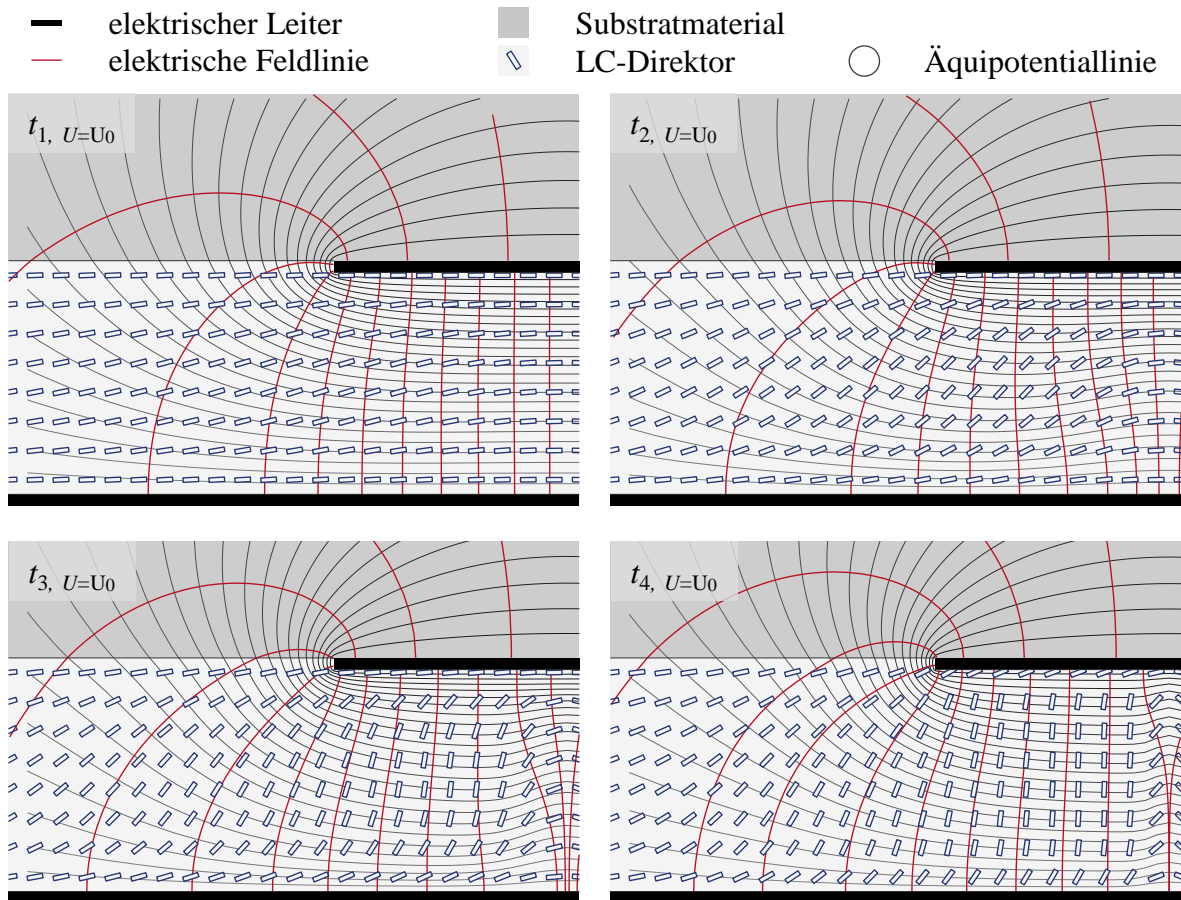 elektrischer Leiter
Substratmaterial
elektrische Feldlinie
LC-Direktor
Äquipotentiallinie
t1, U=U0
t2, U=U0
t3, U=U0
t4, U=U0